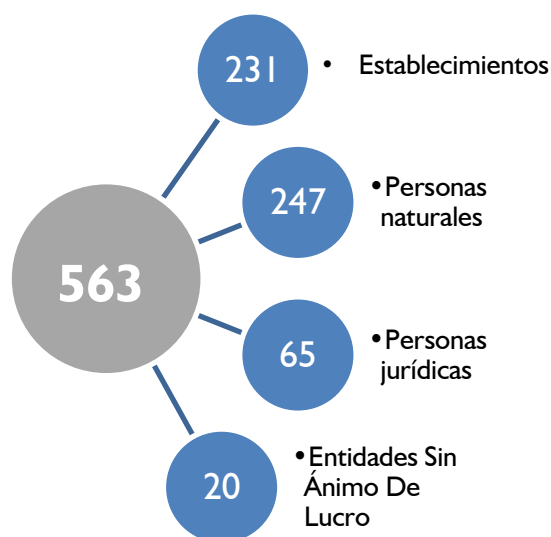 231
• Establecimientos
247
•Personas
naturales
563
65
•Personas
jurídicas
20
•Entidades Sin
Ánimo De
Lucro